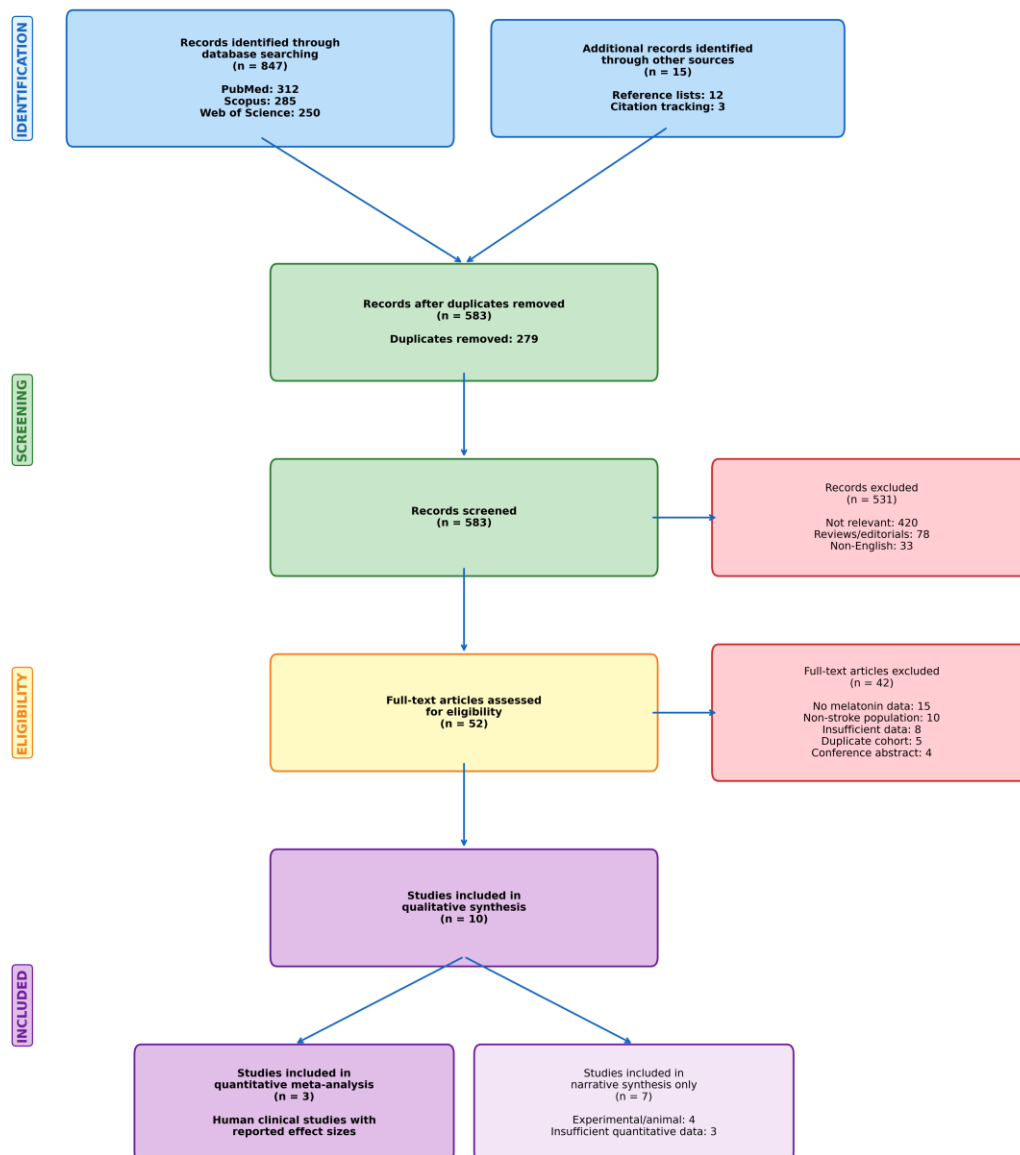 IDENTIFICATION
Records identified through
database searching
(n = 847)
PubMed: 312
Scopus: 285
Web of Science: 250
Additional records identified
through other sources
(n = 15)
Reference lists: 12
Citation tracking: 3
Records after duplicates removed
(n = 583)
Duplicates removed: 279
SCREENING
Records screened
(n = 583)
Records excluded
(n = 531)
Not relevant: 420
Reviews/editorials: 78
Non-English: 33
ELIGIBILITY
Full-text articles assessed
for eligibility
(n = 52)
Full-text articles excluded
(n = 42)
No melatonin data: 15
Non-stroke population: 10
Insufficient data: 8
Duplicate cohort: 5
Conference abstract: 4
Studies included in
qualitative synthesis
(n = 10)
INCLUDED
Studies included in
quantitative meta-analysis
(n = 3)
Human clinical studies with
reported effect sizes
Studies included in
narrative synthesis only
(n = 7)
Experimental/animal: 4
Insufficient quantitative data: 3